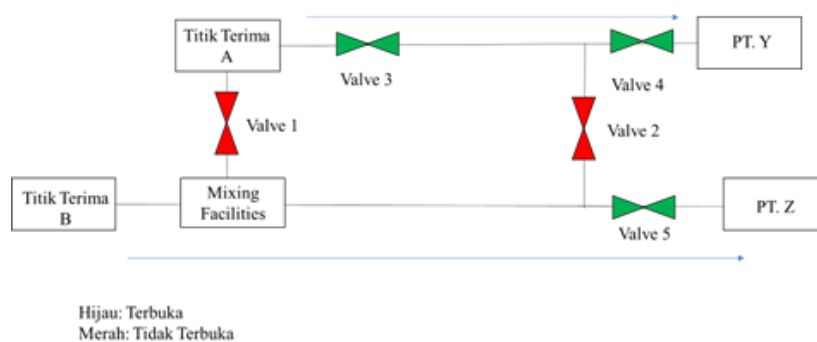 Titik Terima
A
Valve 3
Valve 4
PT. Y
Valve 1
Valve 2
Titik Terima
B
Mixing
Facilities
Valve 5
PT. Z
Hijau: Terbuka
Merah: Tidak Terbuka